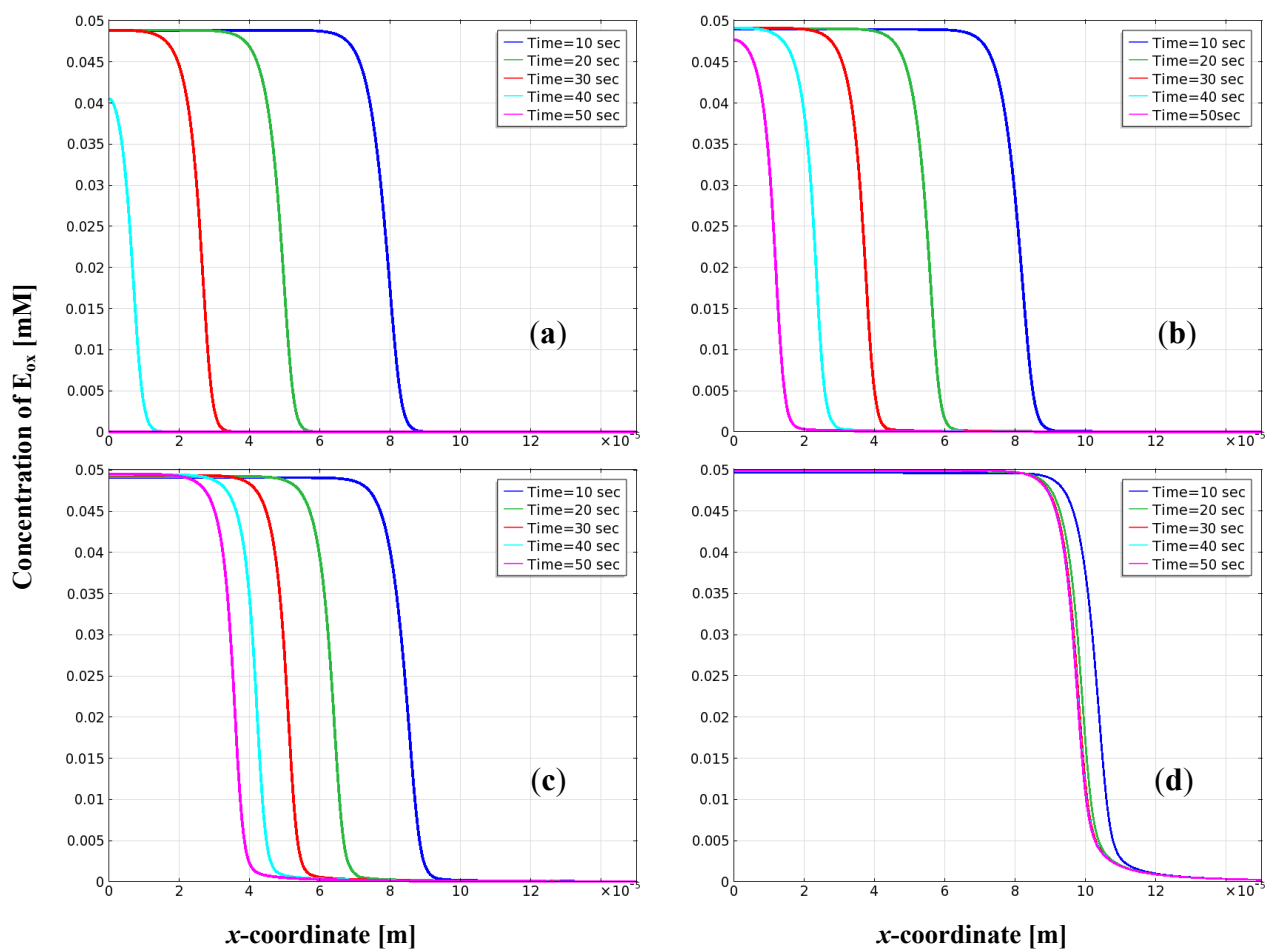 0.05
0.045
0.04
0.035
0.03
0.025
0.02
0.015
0.01
0.005
0
Time=10 sec
Time=20 sec
Time=30 sec
Time=40 sec
Time=50 sec
(a)
0 2 4 6 8 10 12 ×10⁻⁵
0.05
0.045
0.04
0.035
0.03
0.025
0.02
0.015
0.01
0.005
0
Time=10 sec
Time=20 sec
Time=30 sec
Time=40 sec
Time=50sec
(b)
0 2 4 6 8 10 12 ×10⁻⁵
Concentration of Eₒₓ [mM]
0.05
0.045
0.04
0.035
0.03
0.025
0.02
0.015
0.01
0.005
0
Time=10 sec
Time=20 sec
Time=30 sec
Time=40 sec
Time=50 sec
(c)
0 2 4 6 8 10 12 ×10⁻⁵
x-coordinate [m]
0.05
0.045
0.04
0.035
0.03
0.025
0.02
0.015
0.01
0.005
0
Time=10 sec
Time=20 sec
Time=30 sec
Time=40 sec
Time=50 sec
(d)
0 2 4 6 8 10 12 ×10⁻⁵
x-coordinate [m]